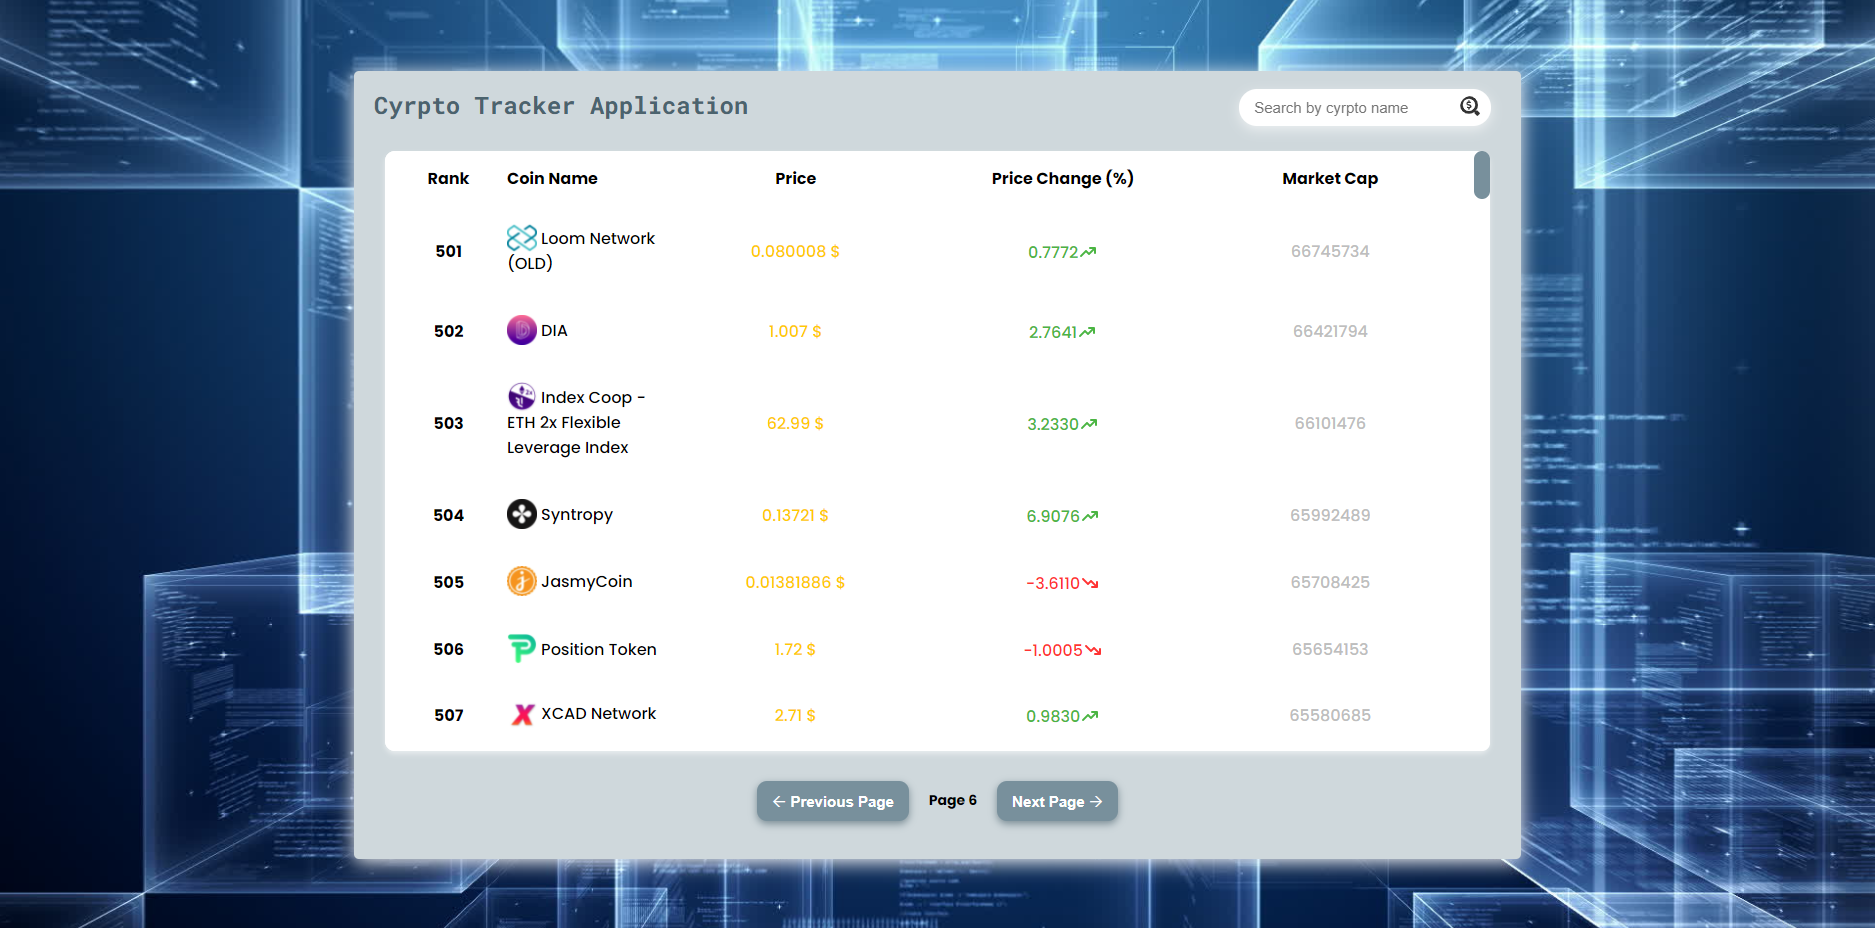 Cyrpto Tracker Application
Search by cyrpto name
Rank Coin Name Price Price Change (%) Market Cap
501 Loom Network (OLD) 0.080008 $ 0.7772 66745734
502 DIA 1.007 $ 2.7641 66421794
503 Index Coop - ETH 2x Flexible Leverage Index 62.99 $ 3.2330 66101476
504 Syntropy 0.13721 $ 6.9076 65992489
505 JasmyCoin 0.01381886 $ -3.6110 65708425
506 Position Token 1.72 $ -1.0005 65654153
507 XCAD Network 2.71 $ 0.9830 65580685
← Previous Page Page 6 Next Page →